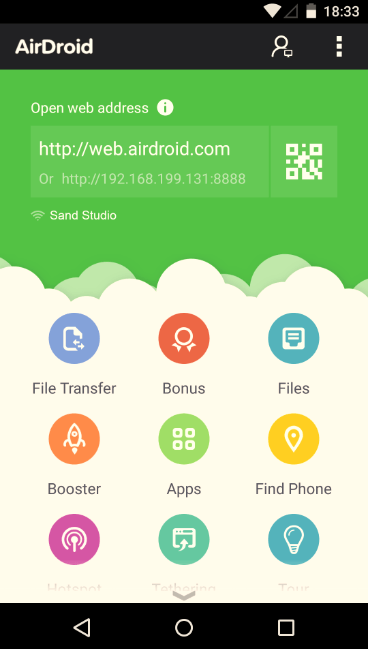 18:33
AirDroid
Open web address
http://web.airdroid.com
Or http://192.168.199.131:8888
Sand Studio
File Transfer
Bonus
Files
Booster
Apps
Find Phone
Hotspot
Tethering
Tour